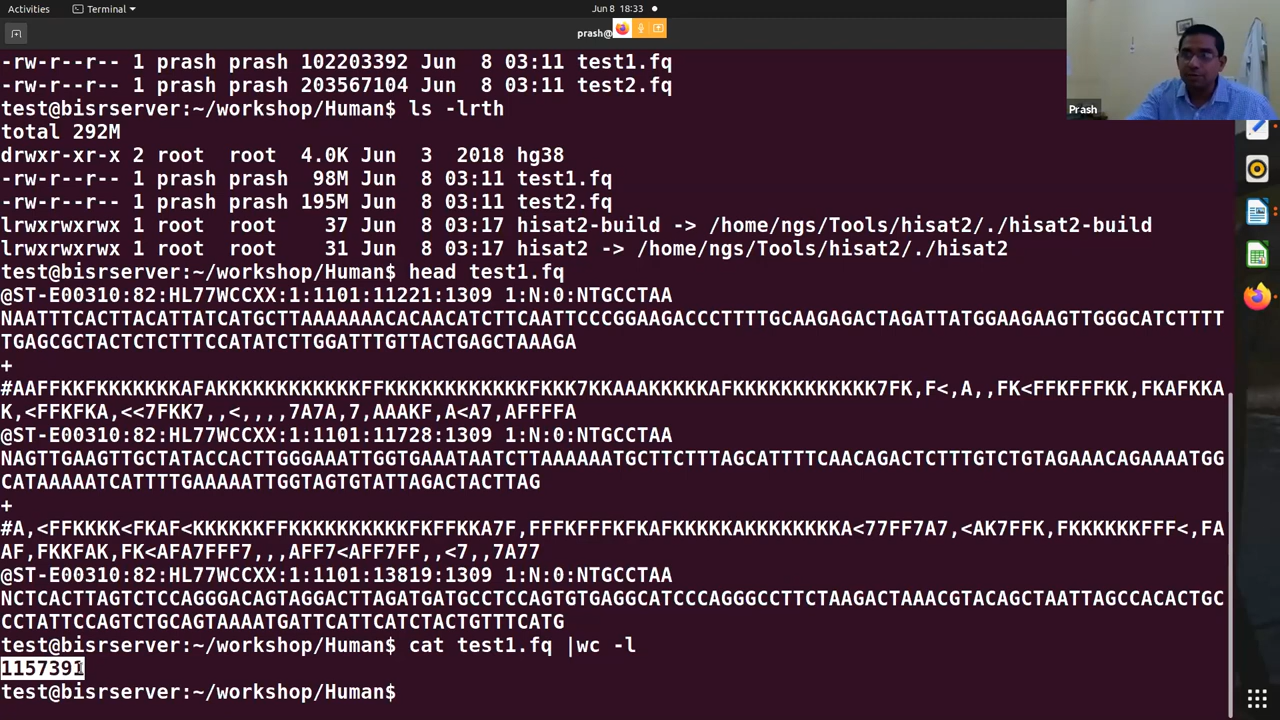 Activities
Terminal
Jun 8 18:33
prash@
-rw-r--r-- 1 prash prash 102203392 Jun  8 03:11 test1.fq
-rw-r--r-- 1 prash prash 203567104 Jun  8 03:11 test2.fq
test@bisrserver:~/workshop/Human$ ls -lrth
total 292M
drwxr-xr-x 2 root  root  4.0K Jun  3  2018 hg38
-rw-r--r-- 1 prash prash  98M Jun  8 03:11 test1.fq
-rw-r--r-- 1 prash prash 195M Jun  8 03:11 test2.fq
lrwxrwxrwx 1 root  root    37 Jun  8 03:17 hisat2-build -> /home/ngs/Tools/hisat2/./hisat2-build
lrwxrwxrwx 1 root  root    31 Jun  8 03:17 hisat2 -> /home/ngs/Tools/hisat2/./hisat2
test@bisrserver:~/workshop/Human$ head test1.fq
@ST-E00310:82:HL77WCCXX:1:1101:11221:1309 1:N:0:NTGCCTAA
NAATTTCACTTACATTATCATGCTTAAAAAAACACAACATCTTCAATTCCCGGAAGACCCTTTTGCAAGAGACTAGATTATGGAAGAAGTTGGGCATCTTTT
TGAGCGCTACTCTCTTTCCATATCTTGGATTTGTTACTGAGCTAAAGA
+
#AAFFKKFKKKKKKKAFAKKKKKKKKKKKKFFKKKKKKKKKKKKFKKK7KKAAAKKKKKAFKKKKKKKKKKKK7FK,F<,A,,FK<FFKFFFKK,FKAFKKA
K,<FFKFKA,<<7FKK7,,<,,,,7A7A,7,AAAKF,A<A7,AFFFFA
@ST-E00310:82:HL77WCCXX:1:1101:11728:1309 1:N:0:NTGCCTAA
NAGTTGAAGTTGCTATACCACTTGGGAAATTGGTGAAATAATCTTAAAAAATGCTTCTTTAGCATTTTCAACAGACTCTTTGTCTGTAGAAACAGAAAATGG
CATAAAAATCATTTTGAAAAATTGGTAGTGTATTAGACTACTTAG
+
#A,<FFKKKK<FKAF<KKKKKKFFKKKKKKKKKKFKFFKKA7F,FFFKFFFKFKAFKKKKKAKKKKKKKKA<77FF7A7,<AK7FFK,FKKKKKKFFF<,FA
AF,FKKFAK,FK<AFA7FFF7,,,AFF7<AFF7FF,,<7,,7A77
@ST-E00310:82:HL77WCCXX:1:1101:13819:1309 1:N:0:NTGCCTAA
NCTCACTTAGTCTCCAGGGACAGTAGGACTTAGATGATGCCTCCAGTGTGAGGCATCCCAGGGCCTTCTAAGACTAAACGTACAGCTAATTAGCCACACTGC
CCTATTCCAGTCTGCAGTAAAATGATTCATTCATCTACTGTTTCATG
test@bisrserver:~/workshop/Human$ cat test1.fq |wc -l
1157391
test@bisrserver:~/workshop/Human$
Prash